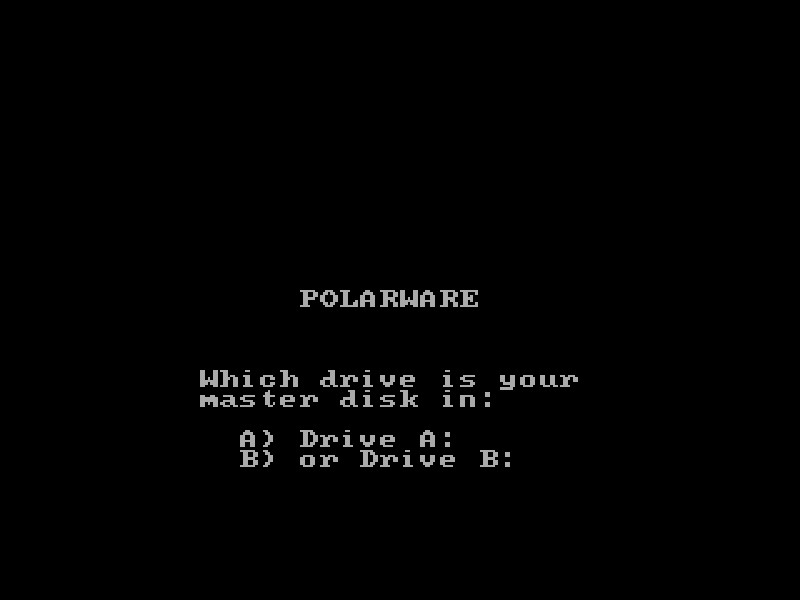 POLARWARE
Which drive is your
master disk in:
A) Drive A:
B) or Drive B: